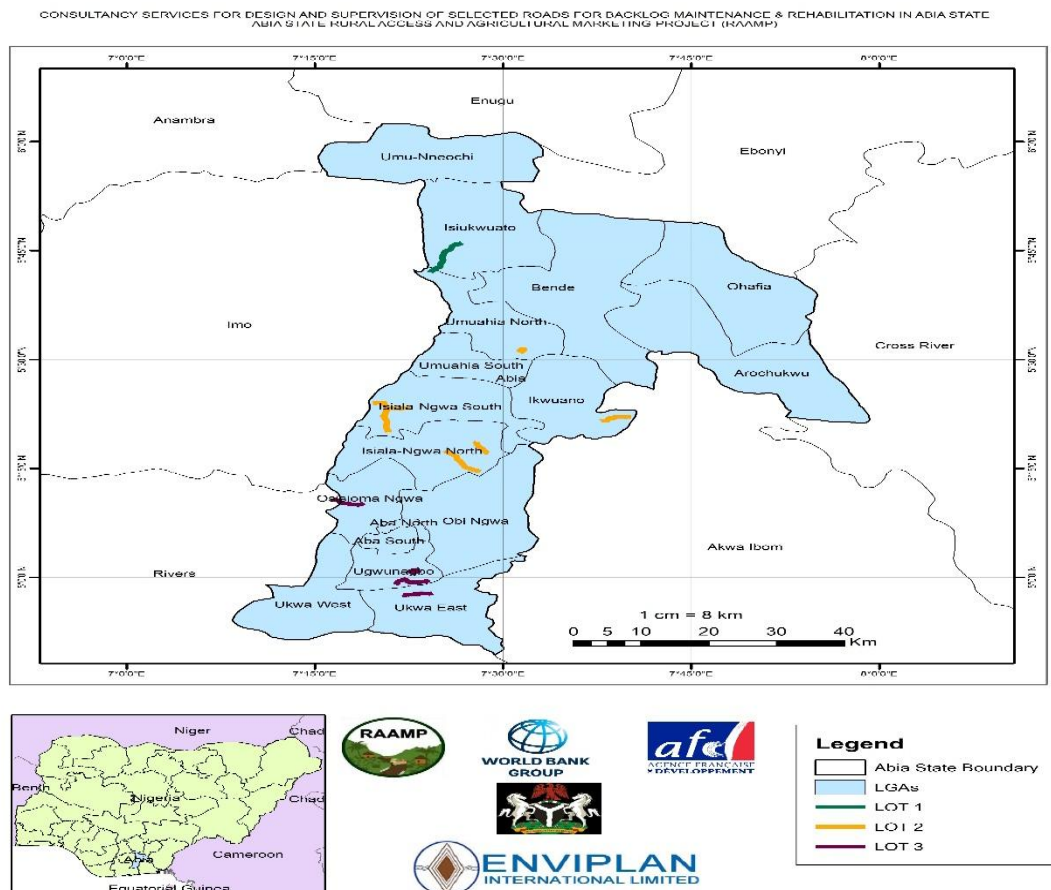 CONSULTANCY SERVICES FOR DESIGN AND SUPERVISION OF SELECTED ROADS FOR BACKLOG MAINTENANCE & REHABILITATION IN ABIA STATE
ABIA STATE RURAL ACCESS AND AGRICULTURAL MARKETING PROJECT (RAAMP)
7°0'0"E 7°15'0"E 7°30'0"E 7°45'0"E 8°0'0"E
Enugu
Anambra
Ebonyi
Umu-Nneochi
Isiukwuato
Bende
Ohafia
Umuahia North
Imo
Cross River
Umuahia South
Abia
Arochukwu
Ikwuano
Isiala Ngwa South
Isiala-Ngwa North
Osisioma Ngwa
Aba North
Obi Ngwa
Aba South
Akwa Ibom
Rivers
Ugwunagbo
Ukwa West
Ukwa East
1 cm = 8 km
0 5 10 20 30 40
Km
7°0'0"E 7°15'0"E 7°30'0"E 7°45'0"E 8°0'0"E
Niger
Chad
Benin
Nigeria
Chad
Abia
Cameroon
Equatorial Guinea
RAAMP
WORLD BANK
GROUP
afd
AGENCE FRANÇAISE
DE DÉVELOPPEMENT
ENVIPLAN
INTERNATIONAL LIMITED
Legend
Abia State Boundary
LGAs
LOT 1
LOT 2
LOT 3